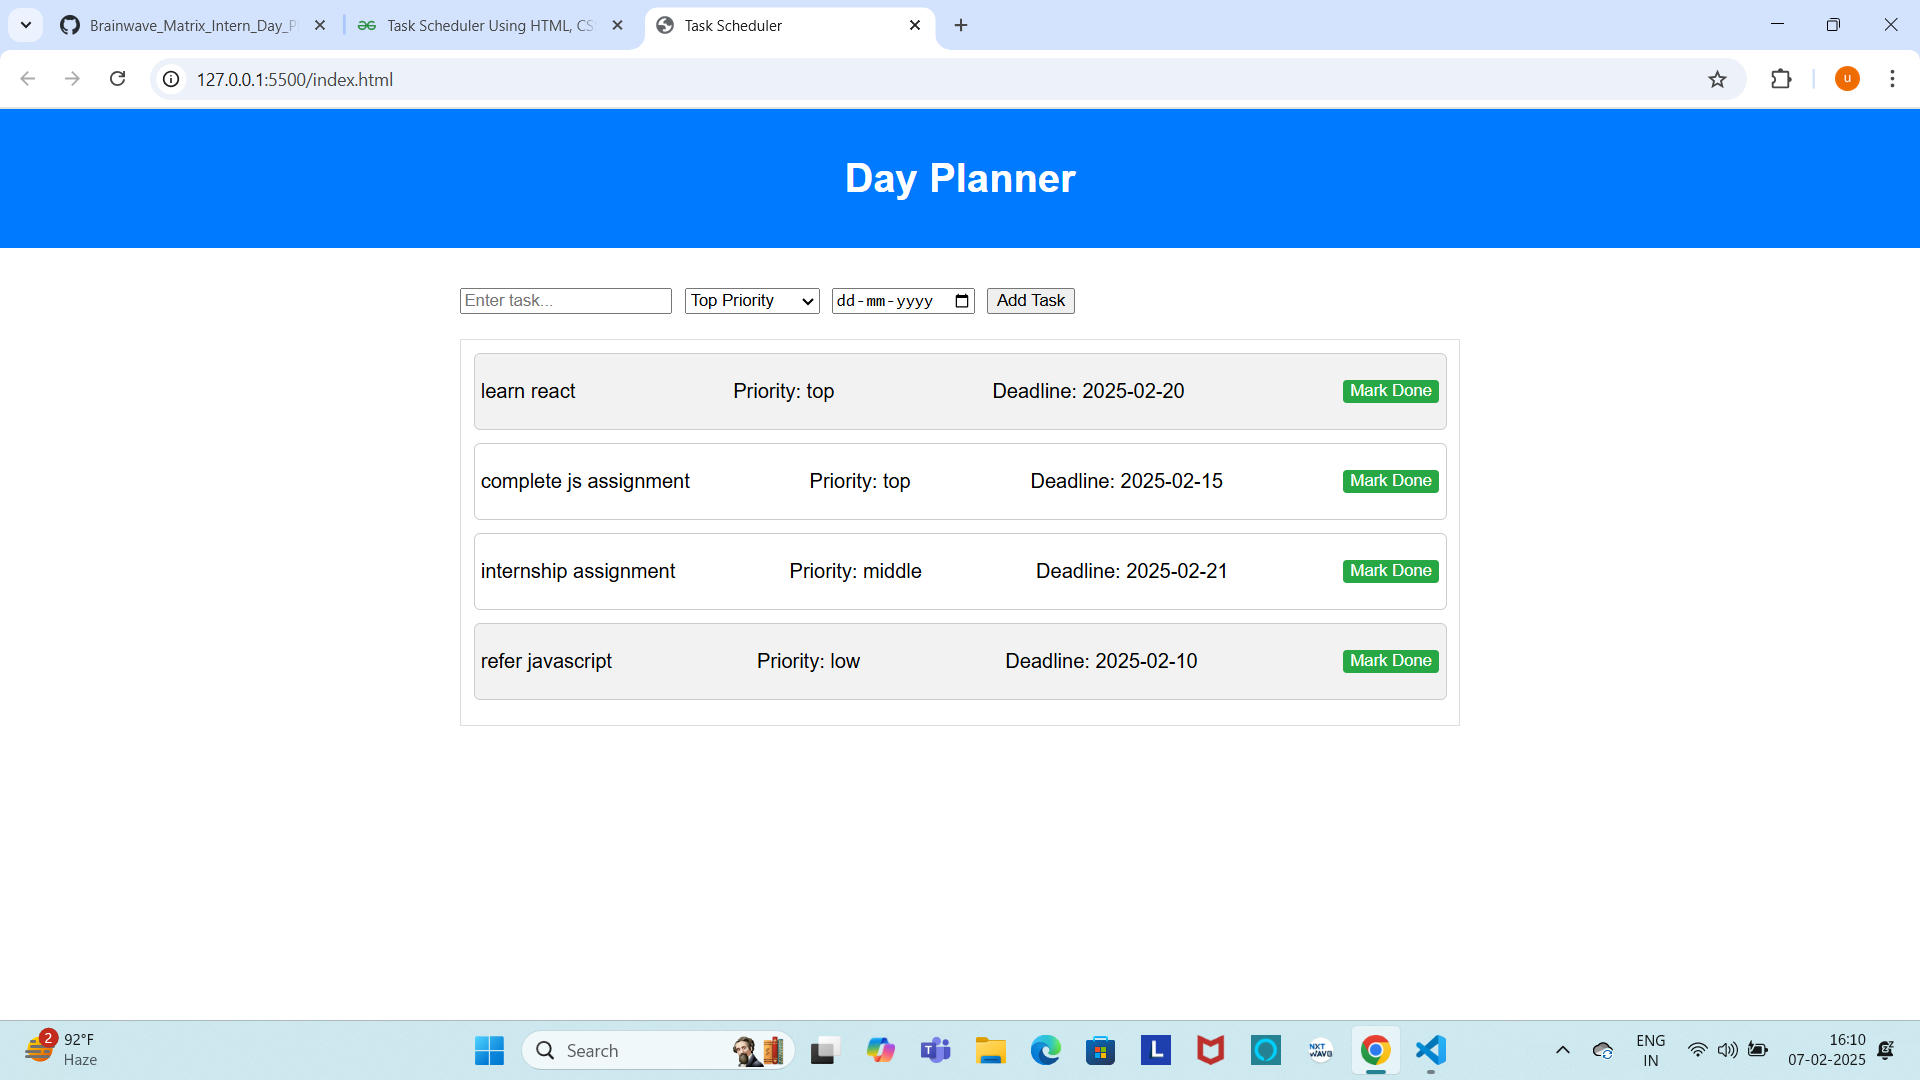 Brainwave_Matrix_Intern_Day_P
Task Scheduler Using HTML, CS
Task Scheduler
127.0.0.1:5500/index.html
u
Day Planner
Enter task... Top Priority dd-mm-yyyy Add Task
learn react Priority: top Deadline: 2025-02-20 Mark Done
complete js assignment Priority: top Deadline: 2025-02-15 Mark Done
internship assignment Priority: middle Deadline: 2025-02-21 Mark Done
refer javascript Priority: low Deadline: 2025-02-10 Mark Done
2
92°F
Haze
Search
L
NXT
WAVE
ENG
IN
16:10
07-02-2025